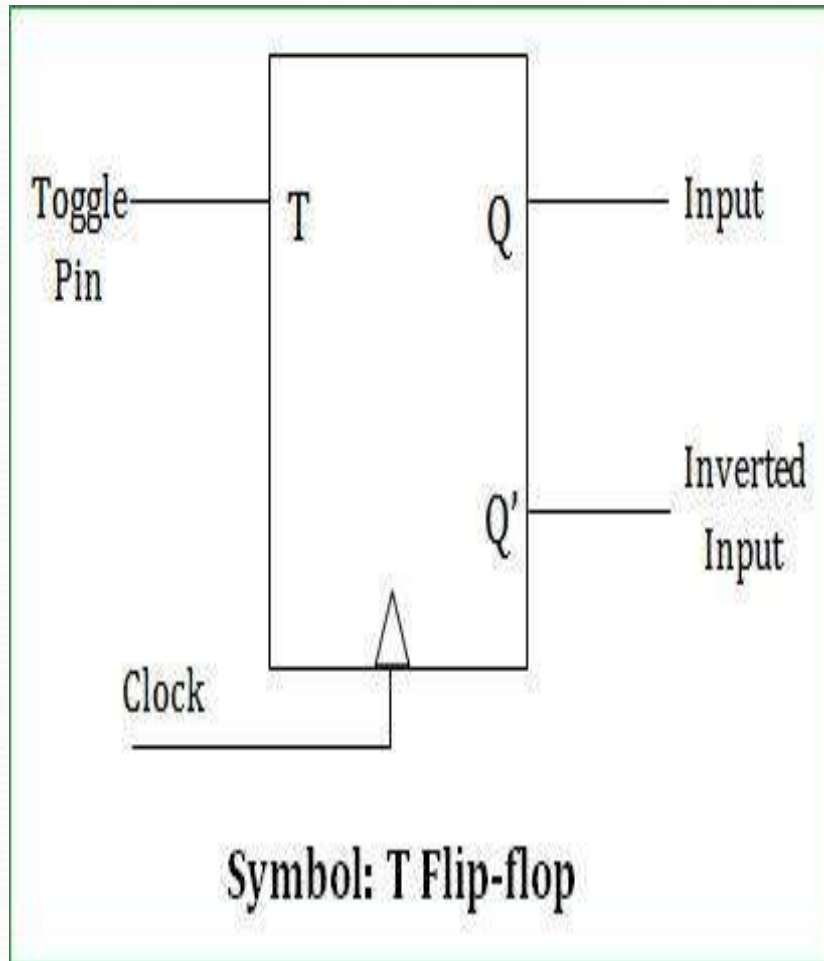 Toggle
Pin
T
Q
Input
Q'
Inverted
Input
Clock
Symbol: T Flip-flop